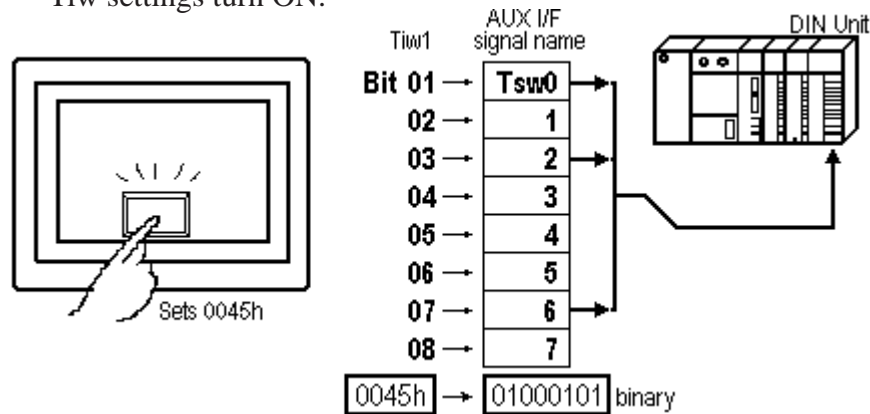 Tiw settings turn ON.
AUX I/F
DIN Unit
Tiw1
signal name
Bit 01 → Tsw0
02 → 1
03 → 2
04 → 3
05 → 4
06 → 5
07 → 6
08 → 7
Sets 0045h
0045h → 01000101 binary